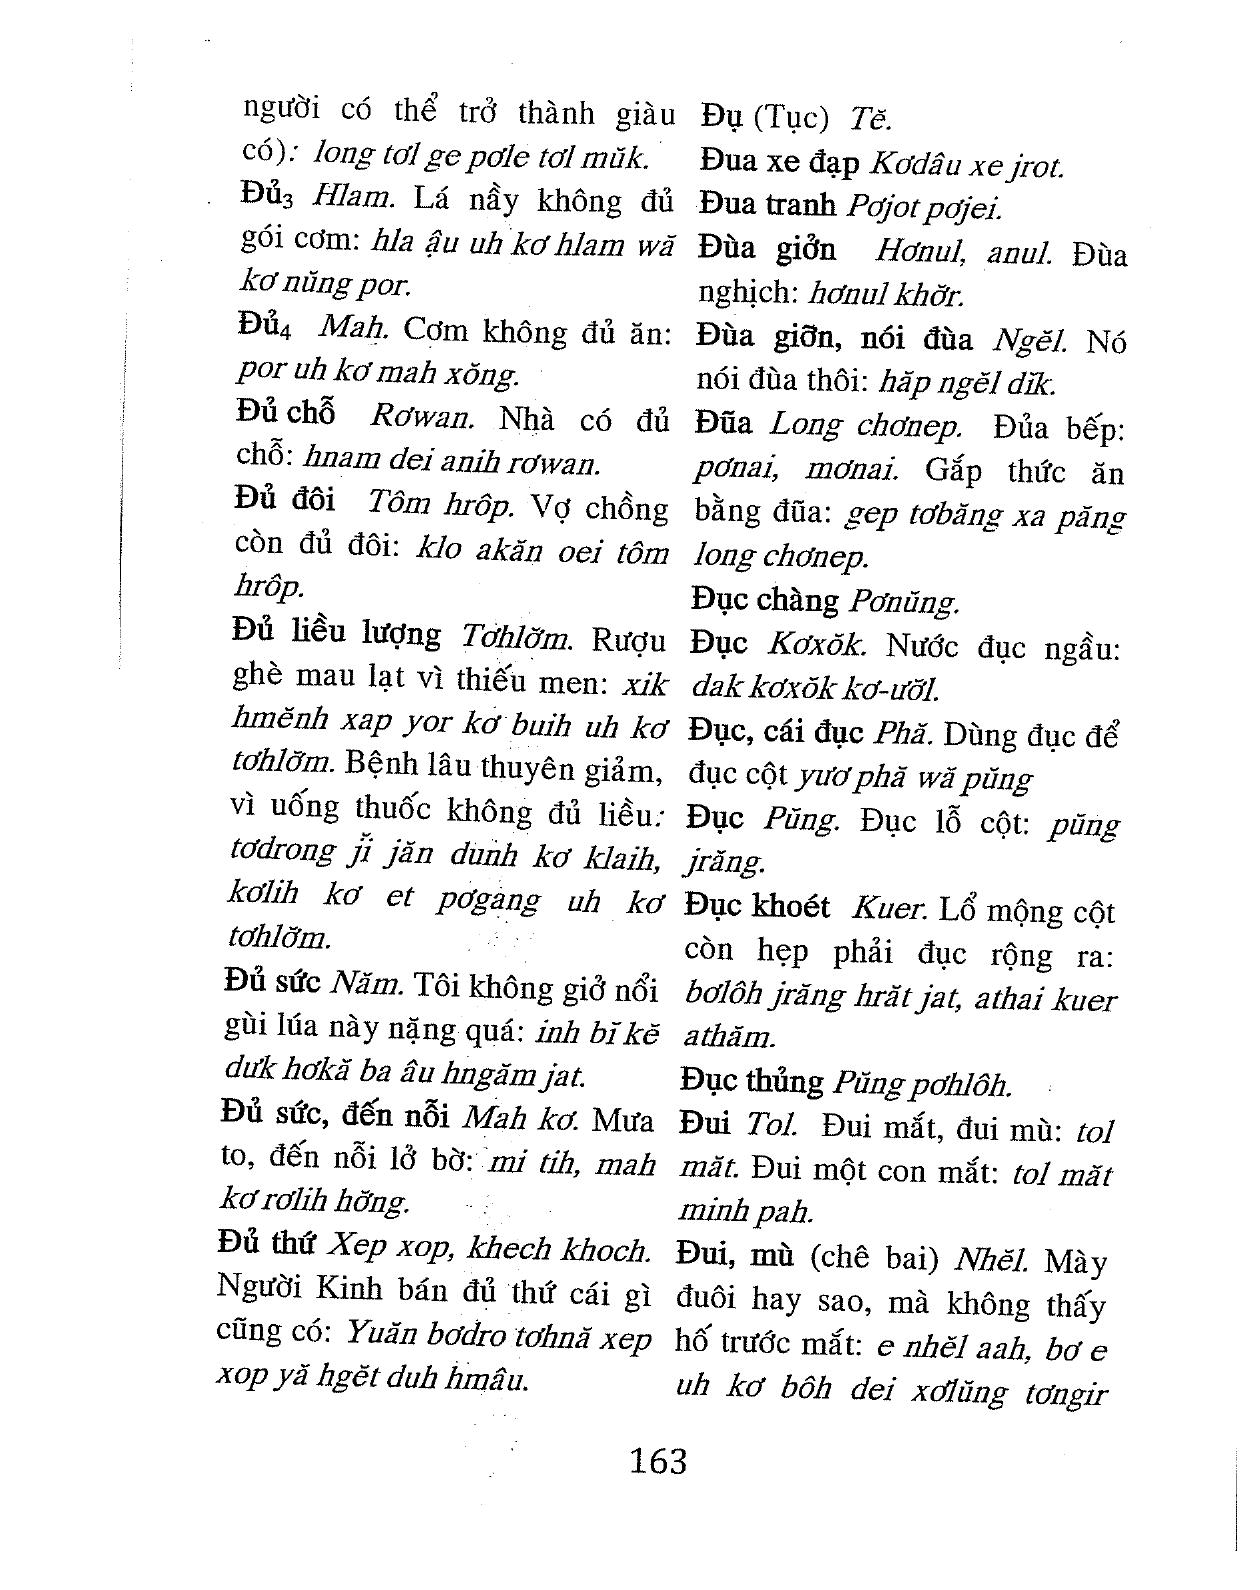 người có thể trở thành giàu
có): long tơl ge pơle tơl mŭk.
Đủ₃ Hlam. Lá nầy không đủ
gói cơm: hla ậu uh kơ hlam wă
kơ nŭng por.
Đủ₄ Mah. Cơm không đủ ăn:
por uh kơ mah xŏng.
Đủ chỗ Rơwan. Nhà có đủ
chỗ: hnam dei anih rơwan.
Đủ đôi Tôm hrôp. Vợ chồng
còn đủ đôi: klo akăn oei tôm
hrôp.
Đủ liều lượng Tơhlơ̆m. Rượu
ghè mau lạt vì thiếu men: xik
hmĕnh xap yor kơ buih uh kơ
tơhlơ̆m. Bệnh lâu thuyên giảm,
vì uống thuốc không đủ liều:
tơdrong jĭ̆ jăn dunh kơ klaih,
kơlih kơ et pơgang uh kơ
tơhlơ̆m.
Đủ sức Năm. Tôi không giở nổi
gùi lúa này nặng quá: inh bĭ kĕ
dưk hơkă ba âu hngăm jat.
Đủ sức, đến nỗi Mah kơ. Mưa
to, đến nỗi lở bờ: mi tih, mah
kơ rơlih hơ̆ng.
Đủ thứ Xep xop, khech khoch.
Người Kinh bán đủ thứ cái gì
cũng có: Yuăn bơdro tơhnă xep
xop yă hgĕt duh hmâu.
Đụ (Tục) Tĕ.
Đua xe đạp Kơdâu xe jrot.
Đua tranh Pơjot pơjei.
Đùa giởn Hơnul, anul. Đùa
nghịch: hơnul khơ̆r.
Đùa giỡn, nói đùa Ngĕl. Nó
nói đùa thôi: hăp ngĕl dĭk.
Đũa Long chơnep. Đủa bếp:
pơnai, mơnai. Gắp thức ăn
bằng đũa: gep tơbăng xa păng
long chơnep.
Đục chàng Pơnŭng.
Đục Kơxŏk. Nước đục ngầu:
dak kơxŏk kơ-ươ̆l.
Đục, cái đục Phă. Dùng đục để
đục cột yươ phă wă pŭng
Đục Pŭng. Đục lỗ cột: pŭng
jrăng.
Đục khoét Kuer. Lổ mộng cột
còn hẹp phải đục rộng ra:
bơlôh jrăng hrăt jat, athai kuer
athăm.
Đục thủng Pŭng pơhlôh.
Đui Tol. Đui mắt, đui mù: tol
măt. Đui một con mắt: tol măt
minh pah.
Đui, mù (chê bai) Nhĕl. Mày
đuôi hay sao, mà không thấy
hố trước mắt: e nhĕl aah, bơ e
uh kơ bôh dei xơlŭng tơngir
163